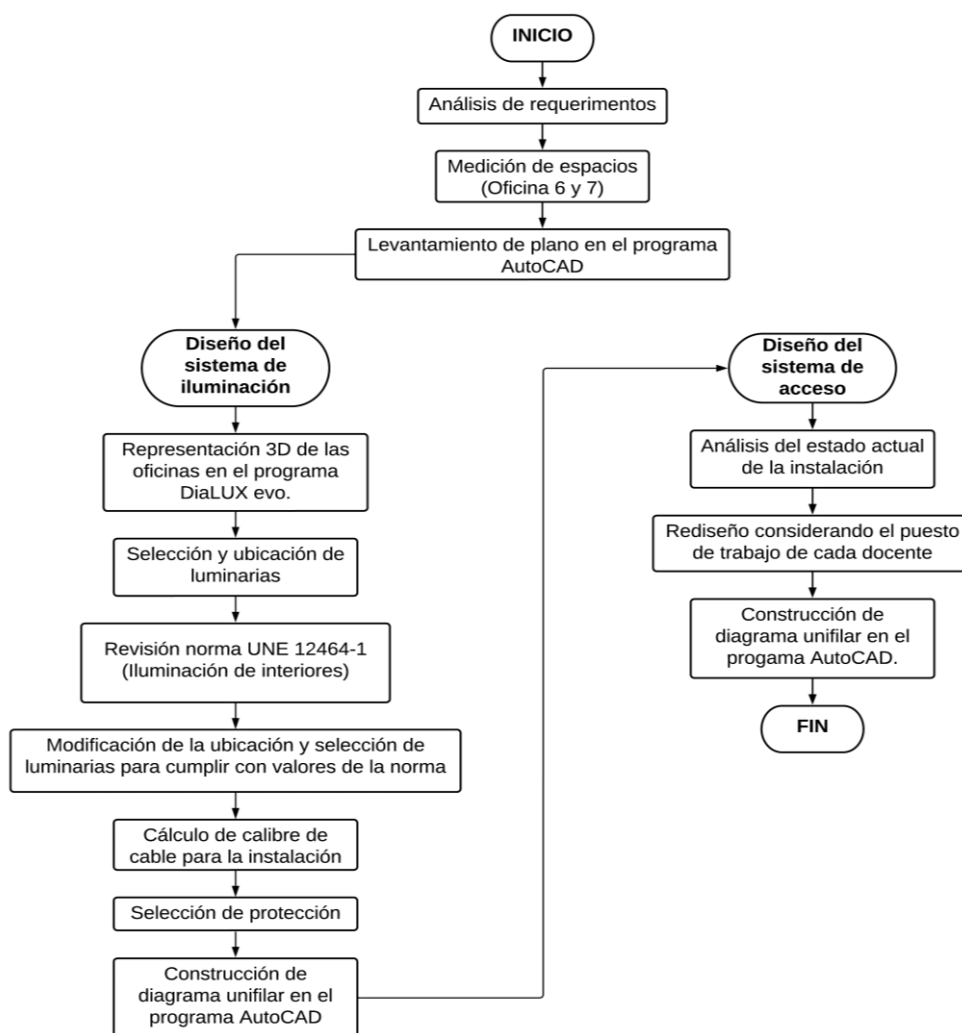 INICIO
Análisis de requerimentos
Medición de espacios
(Oficina 6 y 7)
Levantamiento de plano en el programa
AutoCAD
Diseño del
sistema de
iluminación
Representación 3D de las
oficinas en el programa
DiaLUX evo.
Selección y ubicación de
luminarias
Revisión norma UNE 12464-1
(Iluminación de interiores)
Modificación de la ubicación y selección de
luminarias para cumplir con valores de la norma
Cálculo de calibre de
cable para la instalación
Selección de protección
Construcción de
diagrama unifilar en el
programa AutoCAD
Diseño del
sistema de
acceso
Análisis del estado actual
de la instalación
Rediseño considerando el puesto
de trabajo de cada docente
Construcción de
diagrama unifilar en el
progama AutoCAD.
FIN